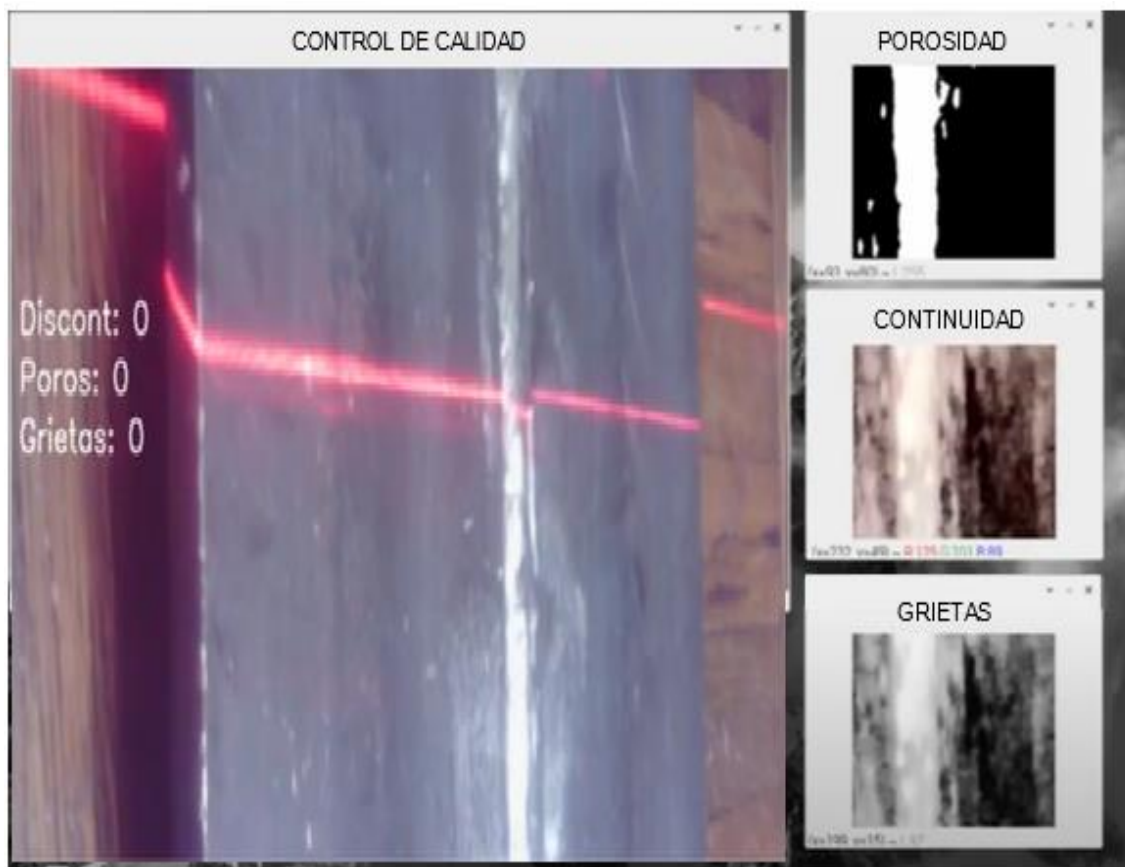 CONTROL DE CALIDAD
Discont: 0
Poros: 0
Grietas: 0
POROSIDAD
CONTINUIDAD
GRIETAS